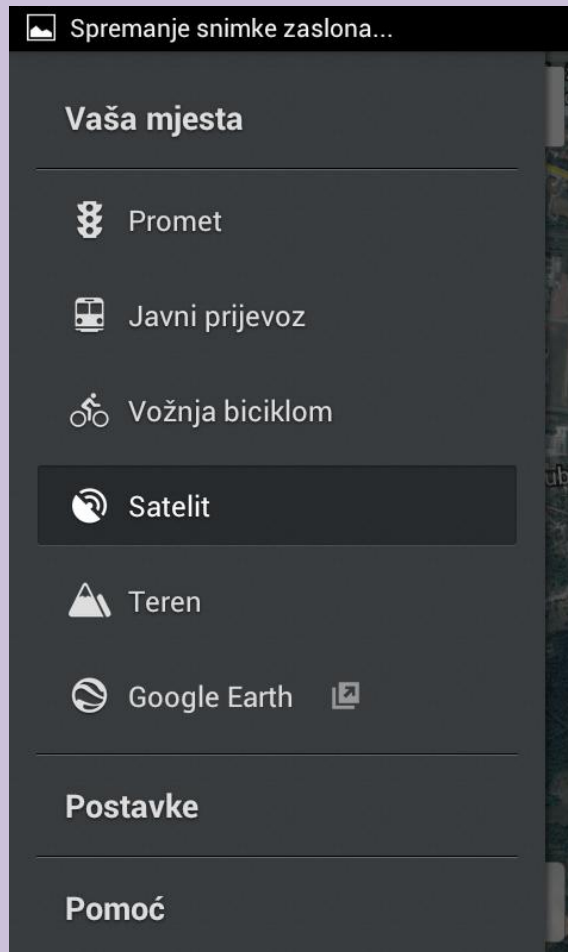 Spremanje snimke zaslona...
Vaša mjesta
Promet
Javni prijevoz
Vožnja biciklom
Satelit
Teren
Google Earth
Postavke
Pomoć